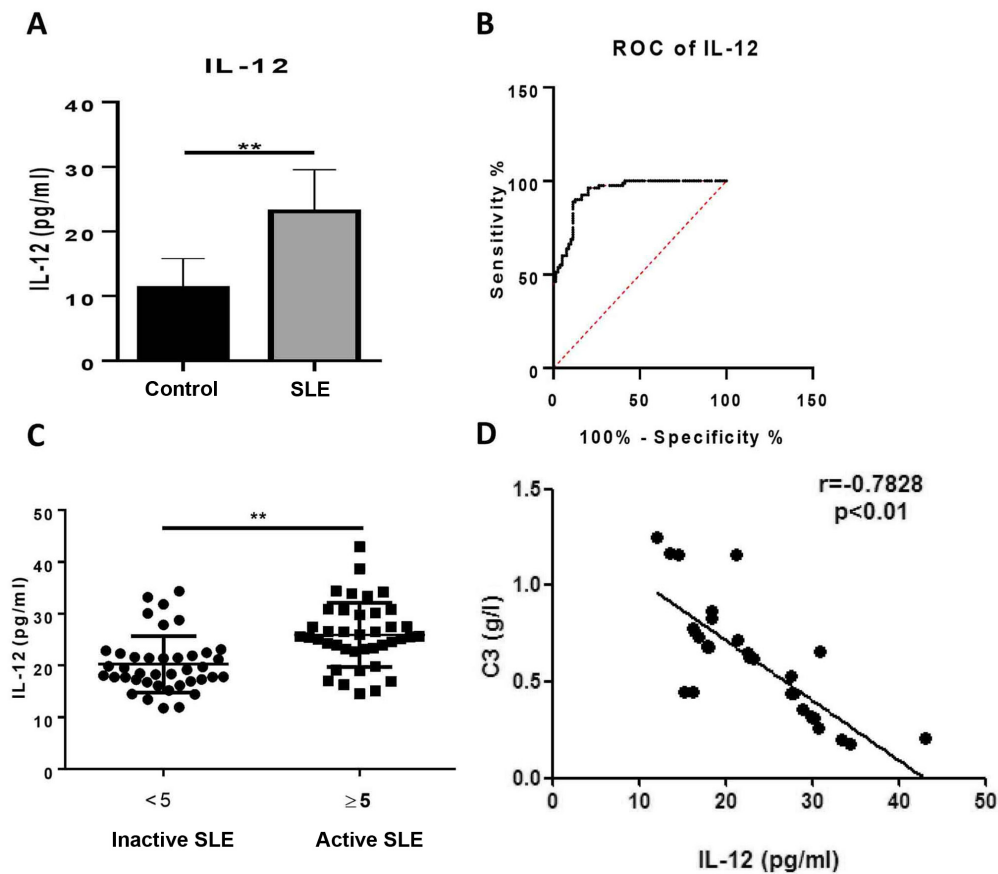 A
IL-12
IL-12 (pg/ml)
40
30
20
10
0
**
Control
SLE
B
ROC of IL-12
Sensitivity %
150
100
50
0
0
50
100
150
100% - Specificity %
C
IL-12 (pg/ml)
50
40
30
20
10
0
**
<5
≥5
Inactive SLE
Active SLE
D
r=-0.7828
p<0.01
C3 (g/l)
1.5
1.0
0.5
0.0
0
10
20
30
40
50
IL-12 (pg/ml)